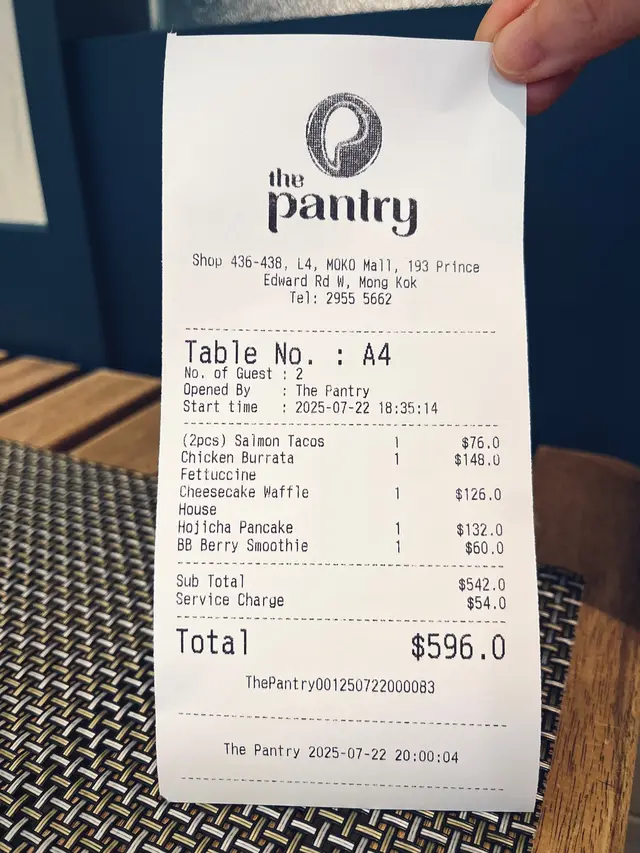 the
pantry
Shop 436-438, L4, MOKO Mall, 193 Prince
Edward Rd W, Mong Kok
Tel: 2955 5662
Table No. : A4
No. of Guest : 2
Opened By : The Pantry
Start time : 2025-07-22 18:35:14
(2pcs) Salmon Tacos 1 $76.0
Chicken Burrata 1 $148.0
Fettuccine
Cheesecake Waffle 1 $126.0
House
Hojicha Pancake 1 $132.0
BB Berry Smoothie 1 $60.0
Sub Total $542.0
Service Charge $54.0
Total $596.0
ThePantry001250722000083
The Pantry 2025-07-22 20:00:04